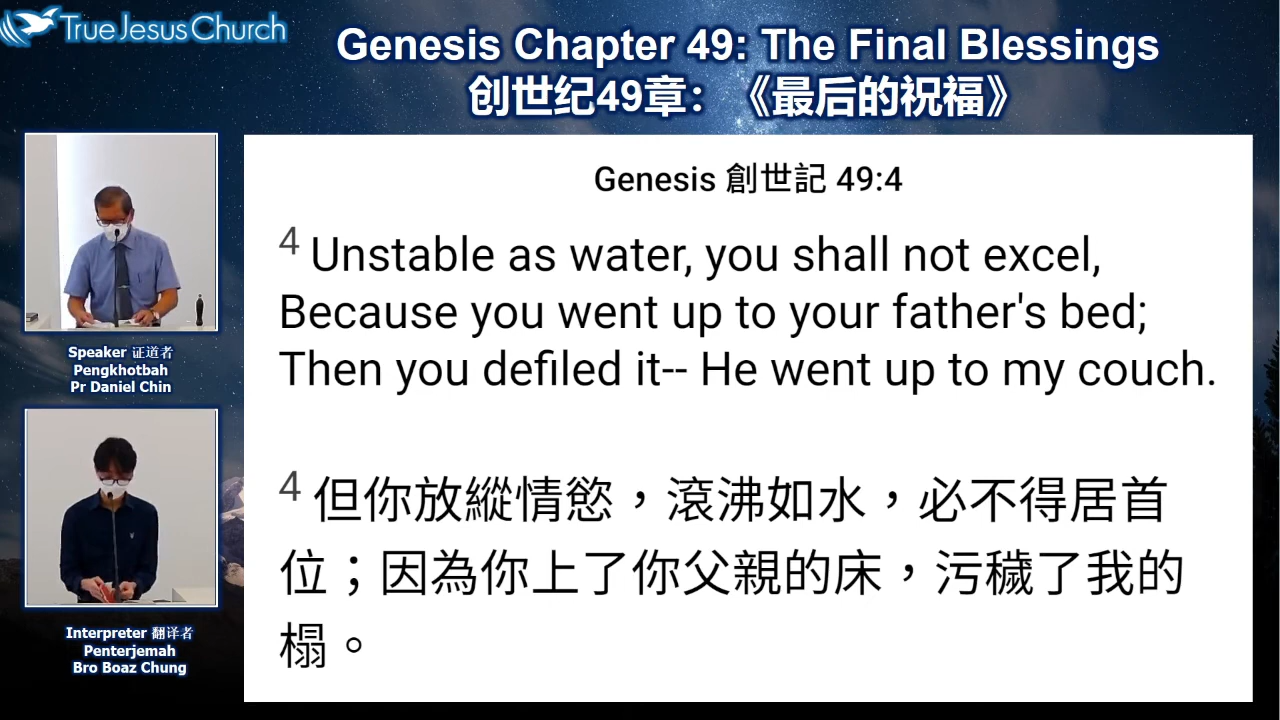 True Jesus Church
Genesis Chapter 49: The Final Blessings
创世纪49章：《最后的祝福》
Speaker 证道者
Pengkhotbah
Pr Daniel Chin
Interpreter 翻译者
Penterjemah
Bro Boaz Chung
Genesis 創世記 49:4
4 Unstable as water, you shall not excel,
Because you went up to your father's bed;
Then you defiled it-- He went up to my couch.
4 但你放縱情慾，滾沸如水，必不得居首
位；因為你上了你父親的床，污穢了我的
榻。